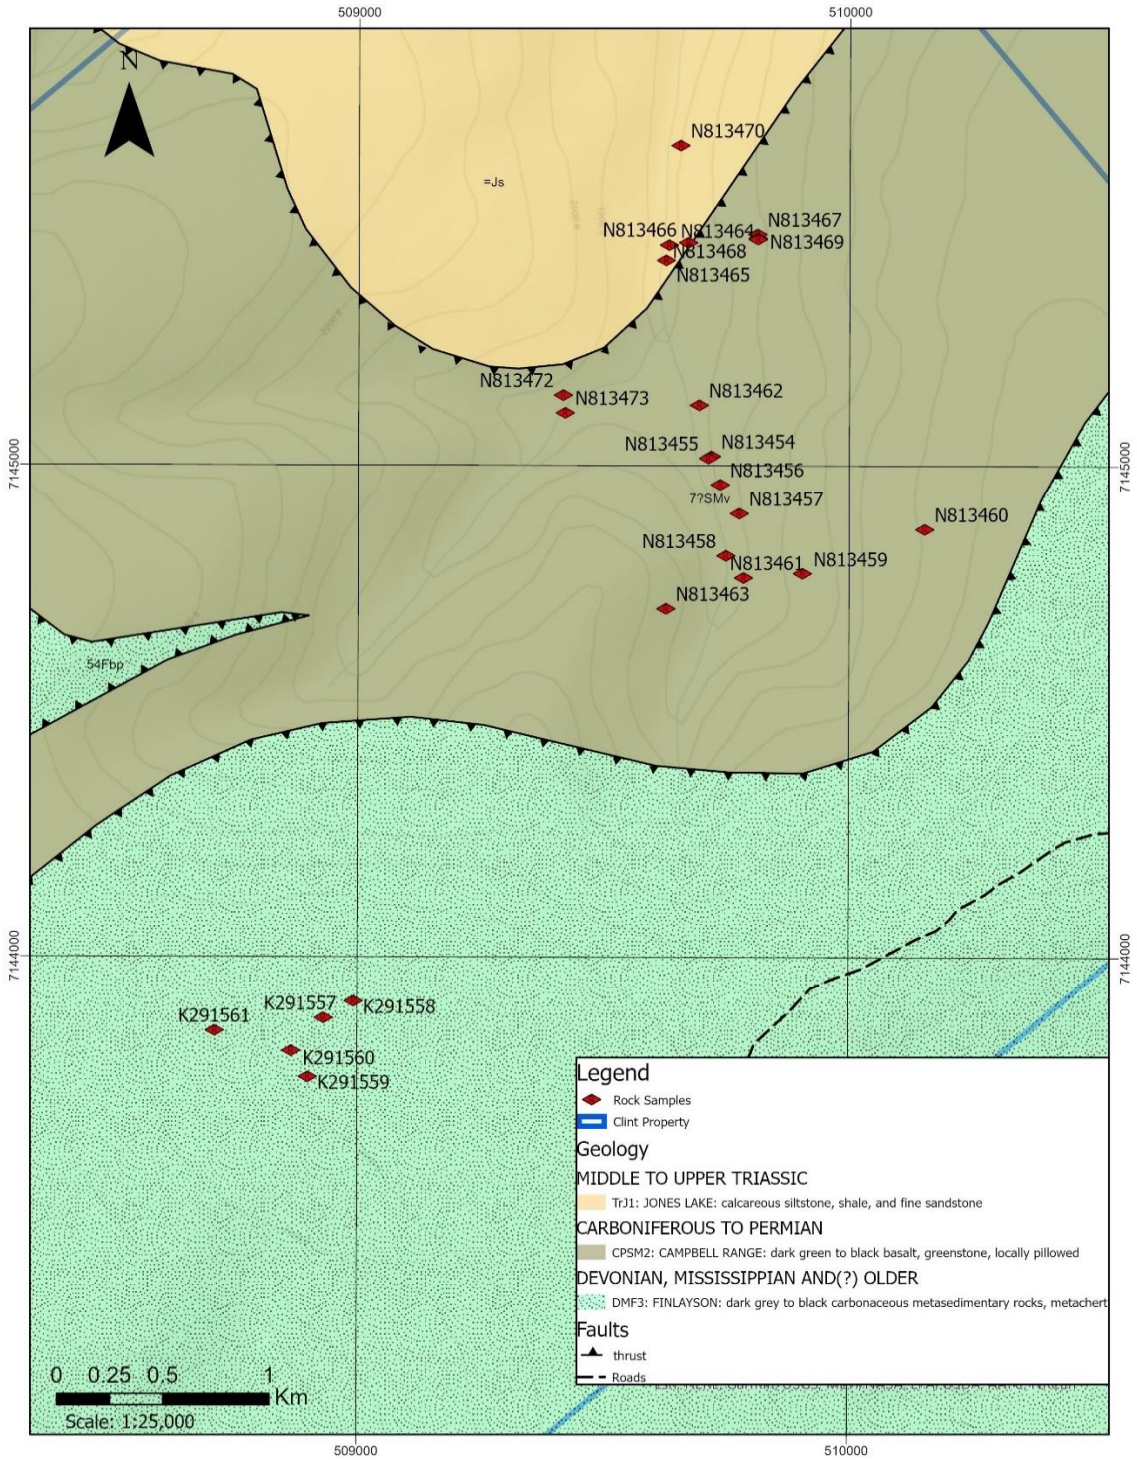 509000 510000
N
N813470
=Js
N813467
N813466 N813464
N813469
N813468
N813465
N813472
N813473
N813462
N813455 N813454
7145000 7145000
N813456
7?SMv
N813457
N813460
N813458
N813461 N813459
N813463
54Fbp
7144000 7144000
K291557
K291558
K291561
K291560
K291559
Legend
Rock Samples
Clint Property
Geology
MIDDLE TO UPPER TRIASSIC
TrJ1: JONES LAKE: calcareous siltstone, shale, and fine sandstone
CARBONIFEROUS TO PERMIAN
CPSM2: CAMPBELL RANGE: dark green to black basalt, greenstone, locally pillowed
DEVONIAN, MISSISSIPPIAN AND(?) OLDER
DMF3: FINLAYSON: dark grey to black carbonaceous metasedimentary rocks, metachert
Faults
thrust
Roads
0 0.25 0.5 1
Km
Scale: 1:25,000
509000 510000